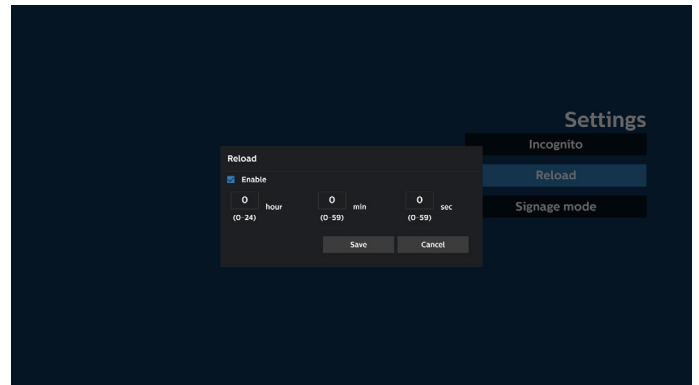 Settings
Incognito
Reload
Signage mode
Reload
Enable
0 hour 0 min 0 sec
(0-24) (0-59) (0-59)
Save Cancel